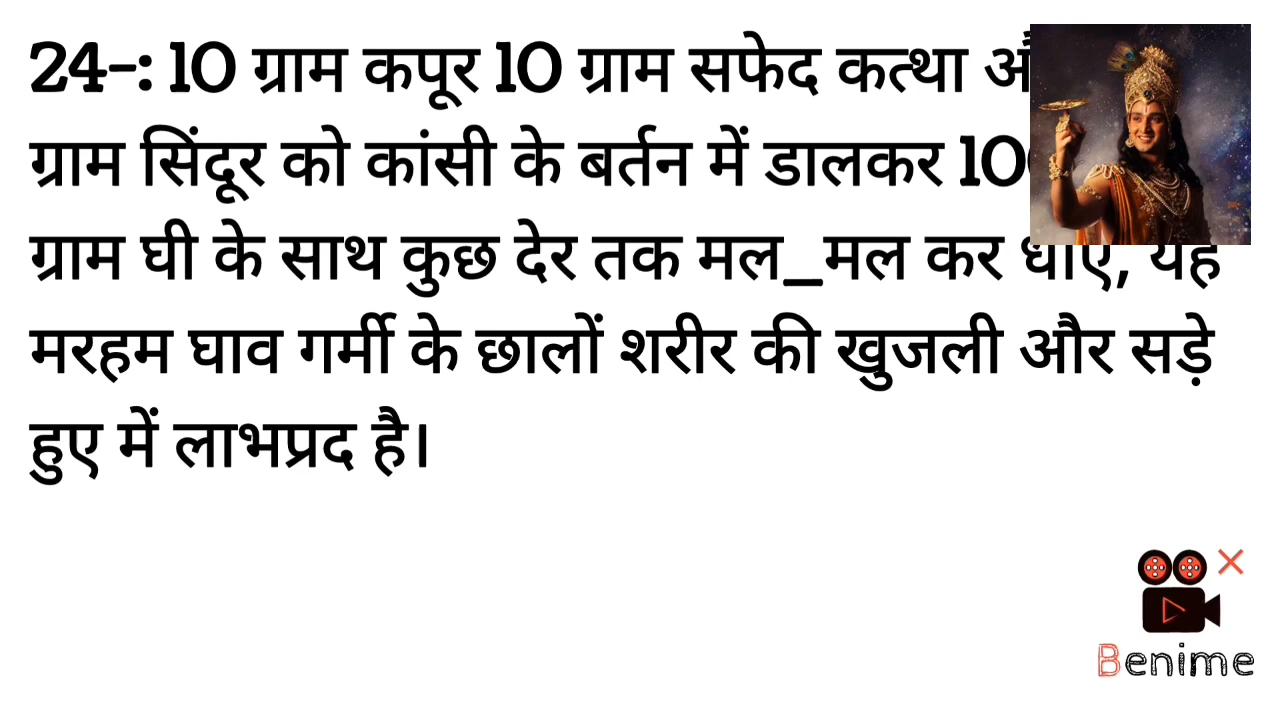 24-: 10 ग्राम कपूर 10 ग्राम सफेद कत्था
ग्राम सिंदूर को कांसी के बर्तन में डालकर
ग्राम घी के साथ कुछ देर तक मल_मल कर धोए, यह
मरहम घाव गर्मी के छालों शरीर की खुजली और सड़े
हुए में लाभप्रद है।
Benime